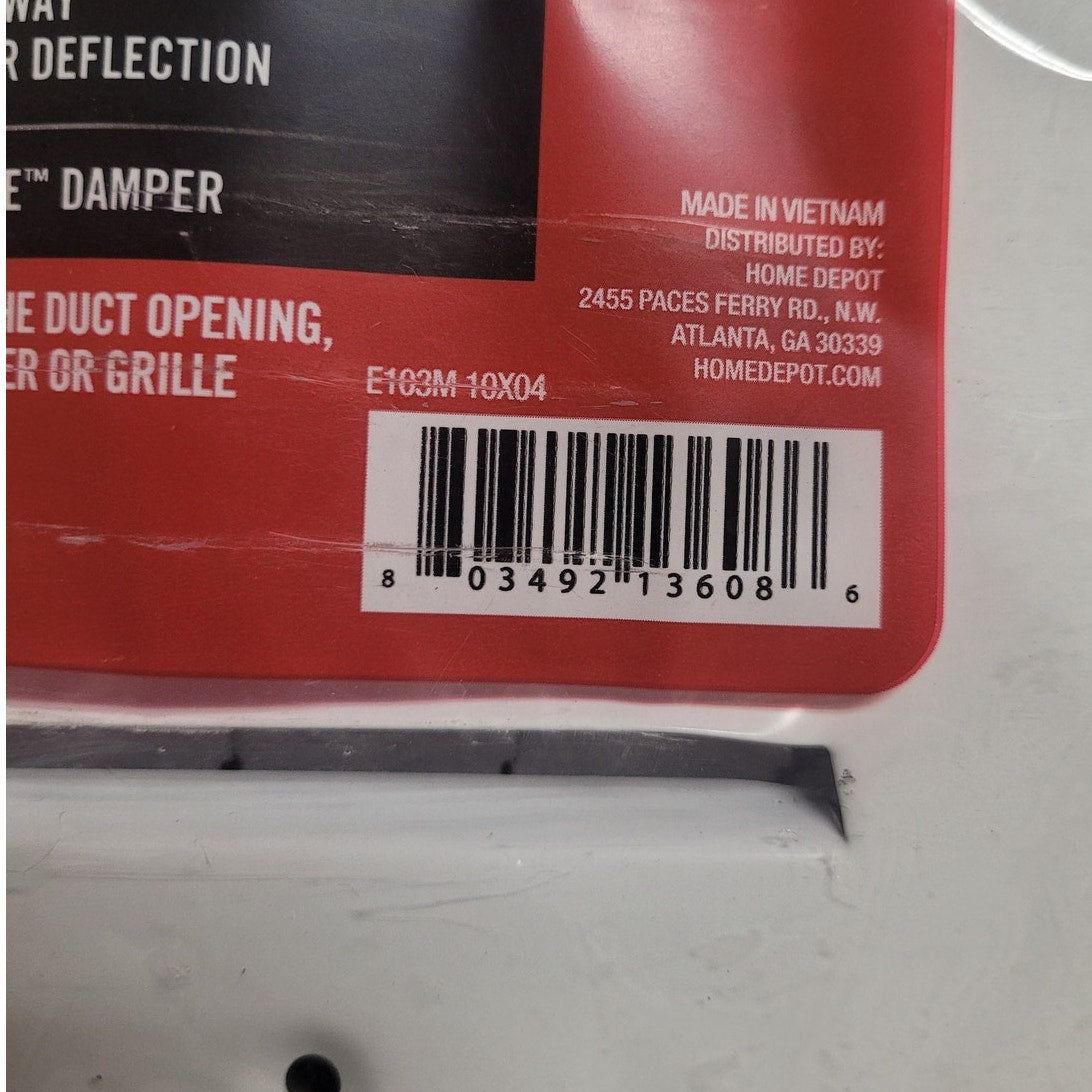 WAY
R DEFLECTION
E™ DAMPER
HE DUCT OPENING,
ER OR GRILLE
MADE IN VIETNAM
DISTRIBUTED BY:
HOME DEPOT
2455 PACES FERRY RD., N.W.
ATLANTA, GA 30339
HOMEDEPOT.COM
E103M 10X04
8 03492 13608 6